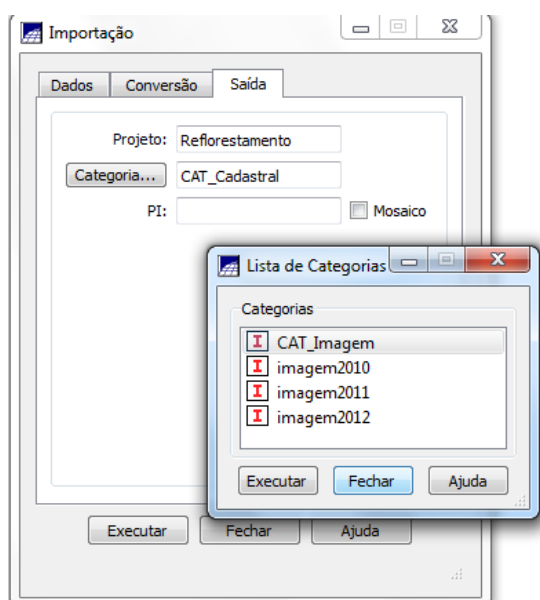 Importação
Dados Conversão Saída
Projeto: Reflorestamento
Categoria... CAT_Cadastral
PI: Mosaico
Lista de Categorias
Categorias
I CAT_Imagem
I imagem2010
I imagem2011
I imagem2012
Executar Fechar Ajuda
Executar Fechar Ajuda